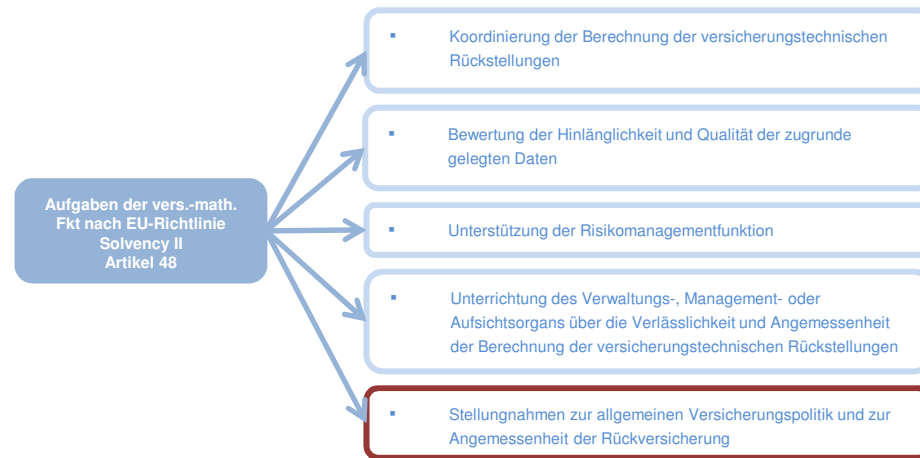 ▪ Koordinierung der Berechnung der versicherungstechnischen
Rückstellungen
▪ Bewertung der Hinlänglichkeit und Qualität der zugrunde
gelegten Daten
Aufgaben der vers.-math.
Fkt nach EU-Richtlinie
Solvency II
Artikel 48
▪ Unterstützung der Risikomanagementfunktion
▪ Unterrichtung des Verwaltungs-, Management- oder
Aufsichtsorgans über die Verlässlichkeit und Angemessenheit
der Berechnung der versicherungstechnischen Rückstellungen
▪ Stellungnahmen zur allgemeinen Versicherungspolitik und zur
Angemessenheit der Rückversicherung